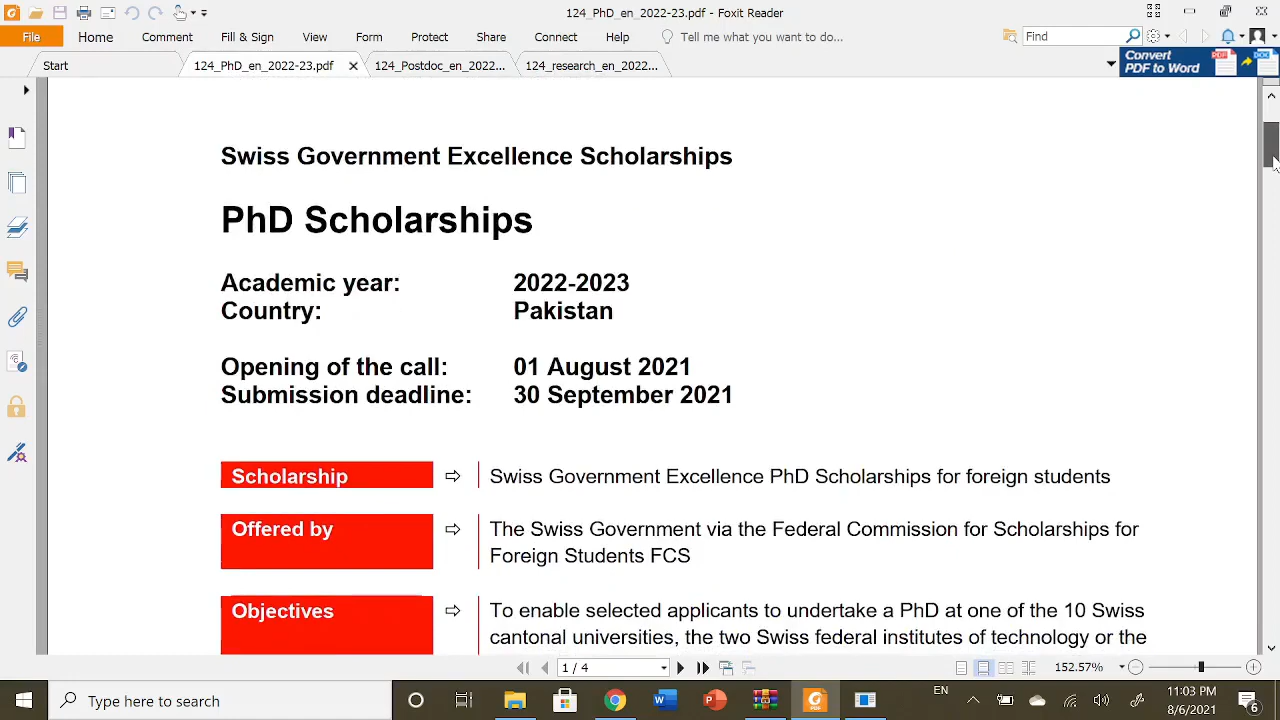 124_PhD_en_2022-23.pdf - Foxit Reader
File Home Comment Fill & Sign View Form Protect Share Connect Help Tell me what you want to do... Find
Start 124_PhD_en_2022-23.pdf 124_Postdoc_en_2022... 124_research_en_2022...
Convert
PDF to Word
Swiss Government Excellence Scholarships
PhD Scholarships
Academic year: 2022-2023
Country: Pakistan
Opening of the call: 01 August 2021
Submission deadline: 30 September 2021
Scholarship ⇨ Swiss Government Excellence PhD Scholarships for foreign students
Offered by ⇨ The Swiss Government via the Federal Commission for Scholarships for
Foreign Students FCS
Objectives ⇨ To enable selected applicants to undertake a PhD at one of the 10 Swiss
cantonal universities, the two Swiss federal institutes of technology or the
1 / 4 152.57%
Type here to search EN 11:03 PM
8/6/2021 6